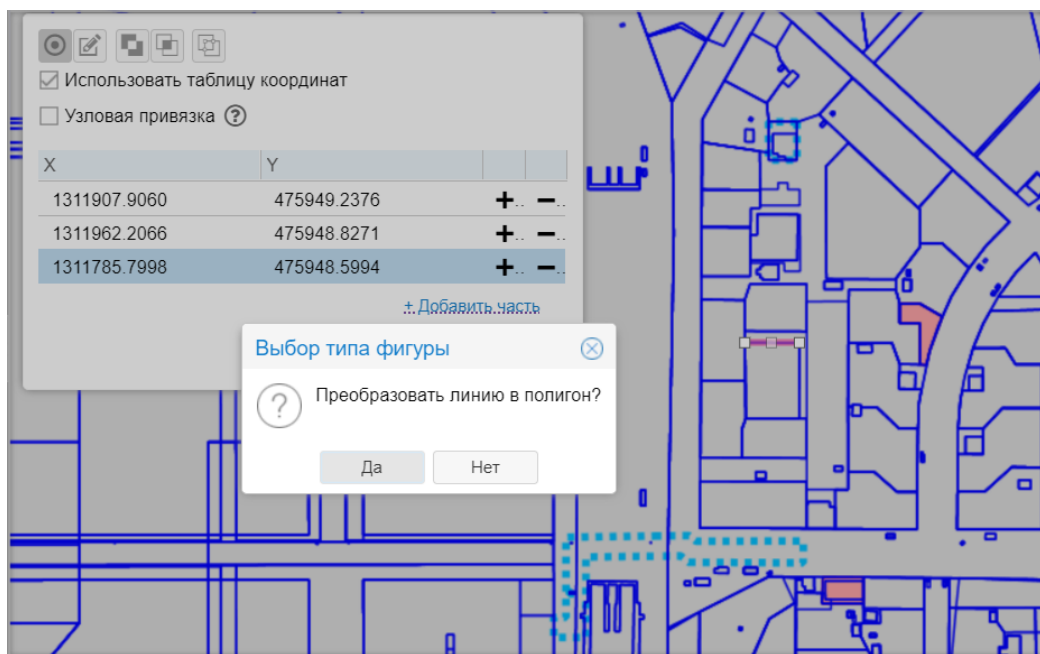 Использовать таблицу координат
Узловая привязка ?
X Y
1311907.9060 475949.2376 +.. −..
1311962.2066 475948.8271 +.. −..
1311785.7998 475948.5994 +.. −..
+ Добавить часть
Выбор типа фигуры
? Преобразовать линию в полигон?
Да Нет